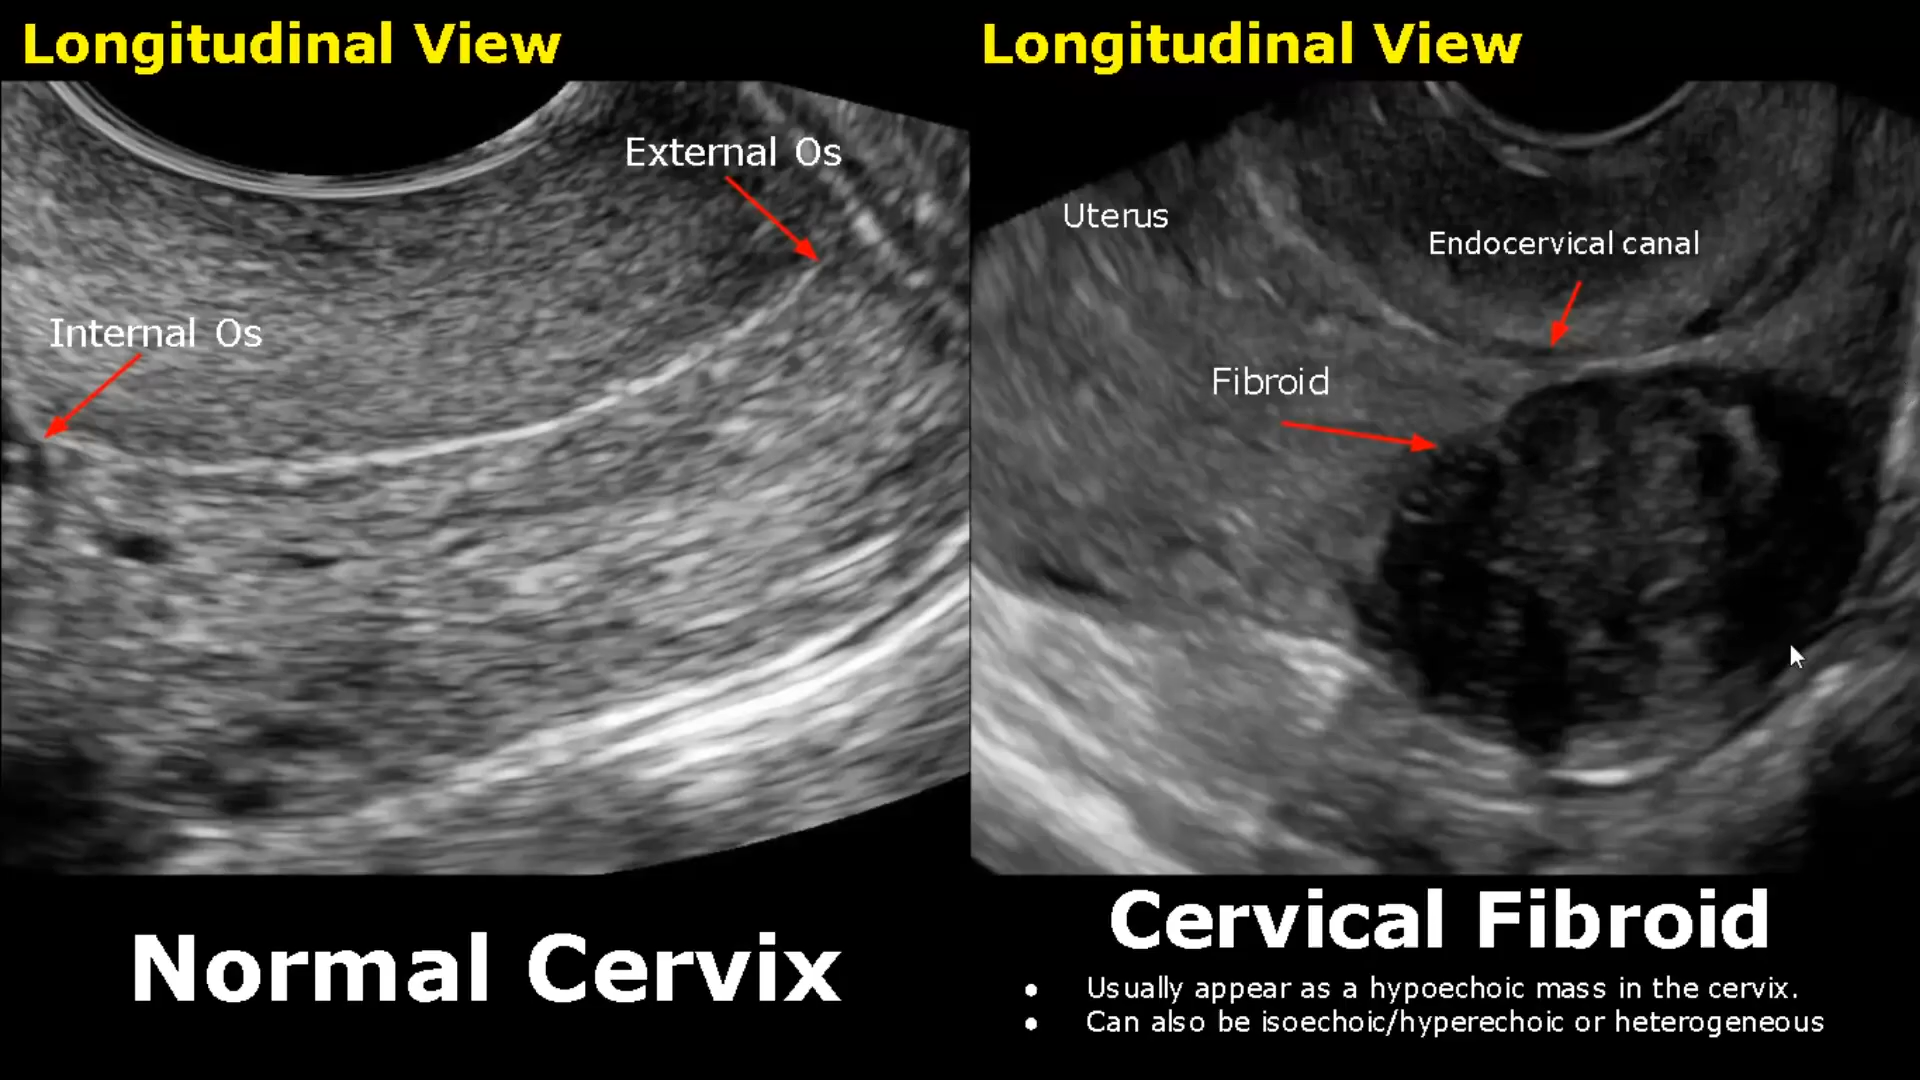 Longitudinal View
External Os
Internal Os
Normal Cervix
Longitudinal View
Uterus
Endocervical canal
Fibroid
Cervical Fibroid
● Usually appear as a hypoechoic mass in the cervix.
● Can also be isoechoic/hyperechoic or heterogeneous